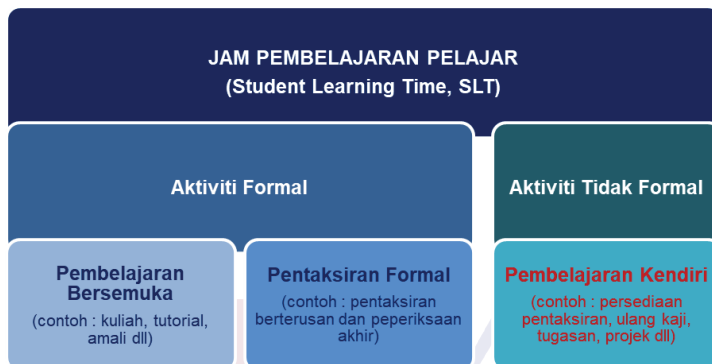 JAM PEMBELAJARAN PELAJAR
(Student Learning Time, SLT)
Aktiviti Formal
Aktiviti Tidak Formal
Pembelajaran
Bersemuka
(contoh : kuliah, tutorial,
amali dll)
Pentaksiran Formal
(contoh : pentaksiran
berterusan dan peperiksaan
akhir)
Pembelajaran Kendiri
(contoh : persediaan
pentaksiran, ulang kaji,
tugasan, projek dll)